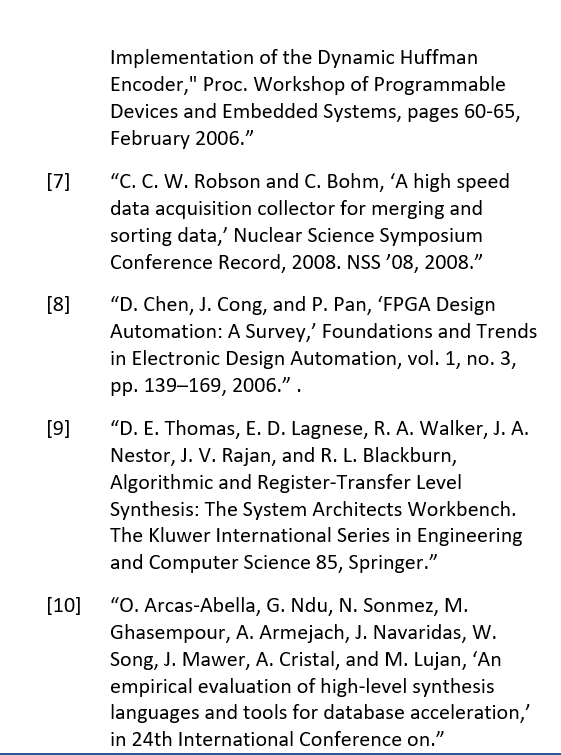 Implementation of the Dynamic Huffman
Encoder," Proc. Workshop of Programmable
Devices and Embedded Systems, pages 60-65,
February 2006.”
[7] “C. C. W. Robson and C. Bohm, ‘A high speed
data acquisition collector for merging and
sorting data,’ Nuclear Science Symposium
Conference Record, 2008. NSS ’08, 2008.”
[8] “D. Chen, J. Cong, and P. Pan, ‘FPGA Design
Automation: A Survey,’ Foundations and Trends
in Electronic Design Automation, vol. 1, no. 3,
pp. 139–169, 2006.” .
[9] “D. E. Thomas, E. D. Lagnese, R. A. Walker, J. A.
Nestor, J. V. Rajan, and R. L. Blackburn,
Algorithmic and Register-Transfer Level
Synthesis: The System Architects Workbench.
The Kluwer International Series in Engineering
and Computer Science 85, Springer.”
[10] “O. Arcas-Abella, G. Ndu, N. Sonmez, M.
Ghasempour, A. Armejach, J. Navaridas, W.
Song, J. Mawer, A. Cristal, and M. Lujan, ‘An
empirical evaluation of high-level synthesis
languages and tools for database acceleration,’
in 24th International Conference on.”